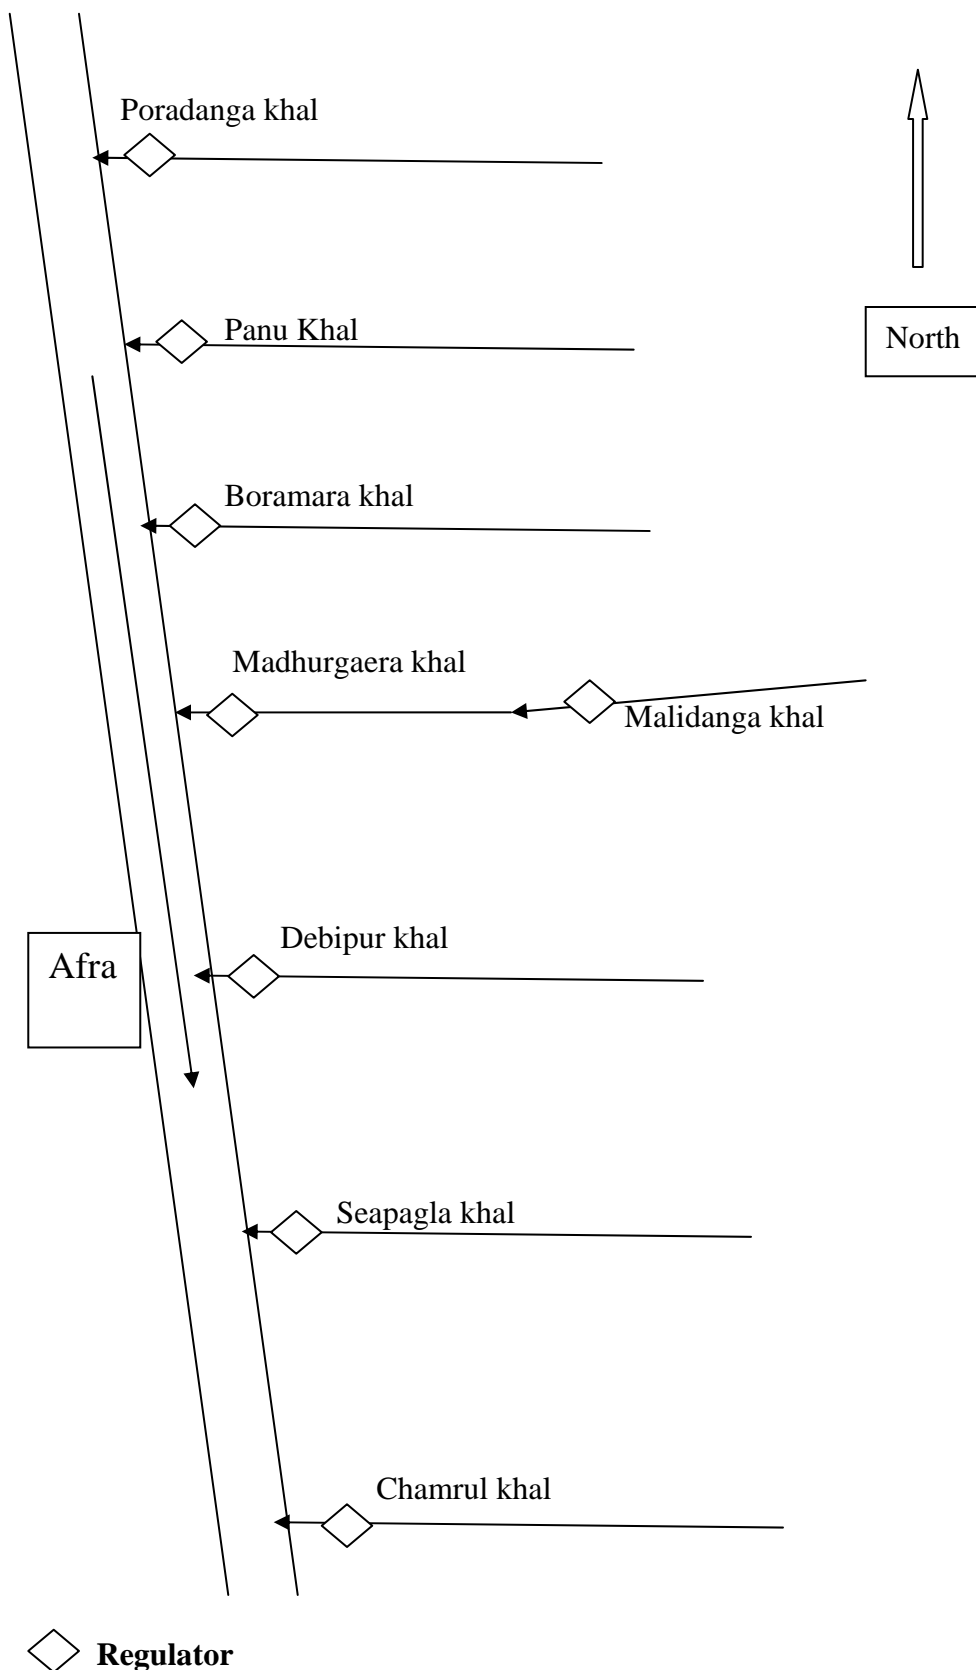 Poradanga khal
Panu Khal
North
Boramara khal
Madhurgaera khal
Malidanga khal
Debipur khal
Afra
Seapagla khal
Chamrul khal
Regulator